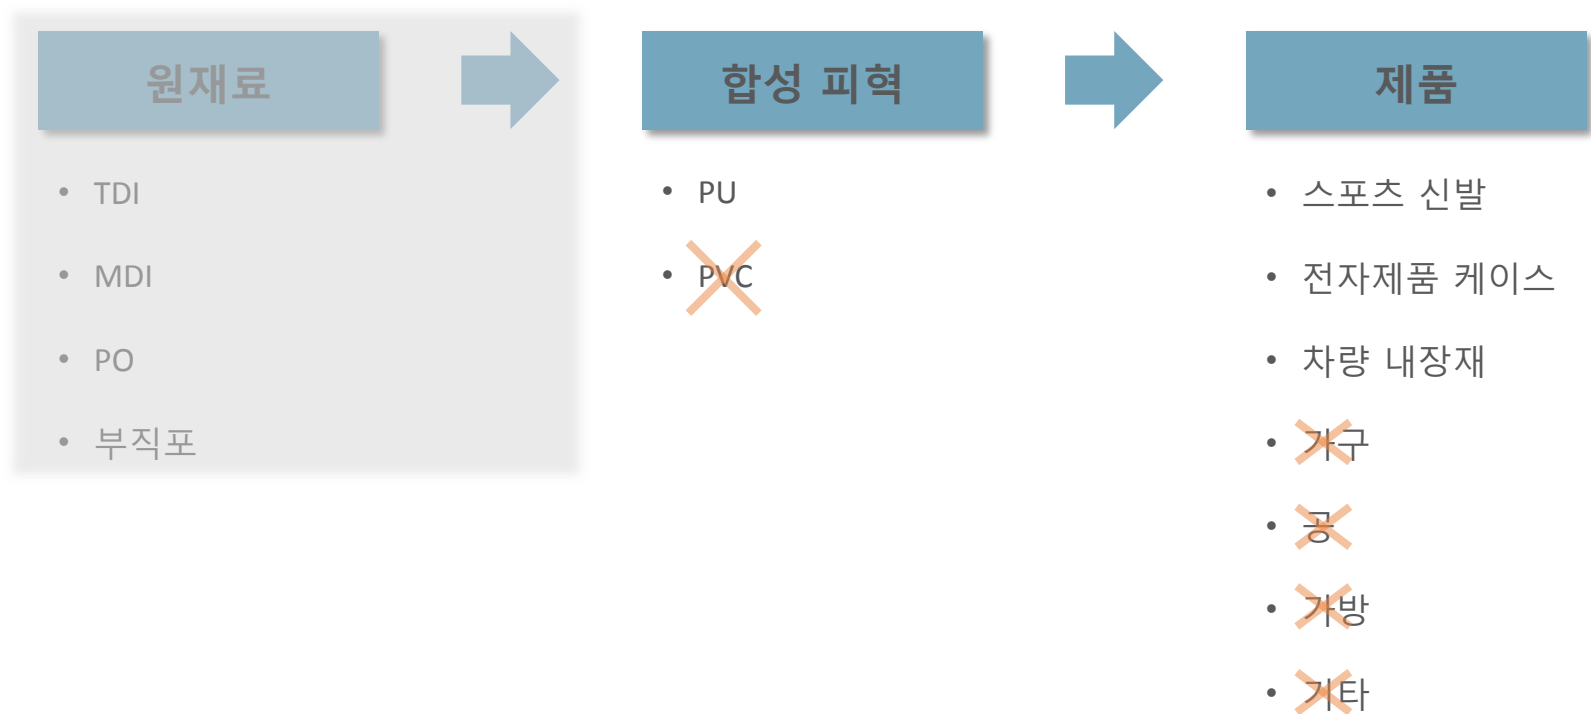 원재료
• TDI
• MDI
• PO
• 부직포
합성 피혁
• PU
• PVC
제품
• 스포츠 신발
• 전자제품 케이스
• 차량 내장재
• 가구
• 공
• 가방
• 기타